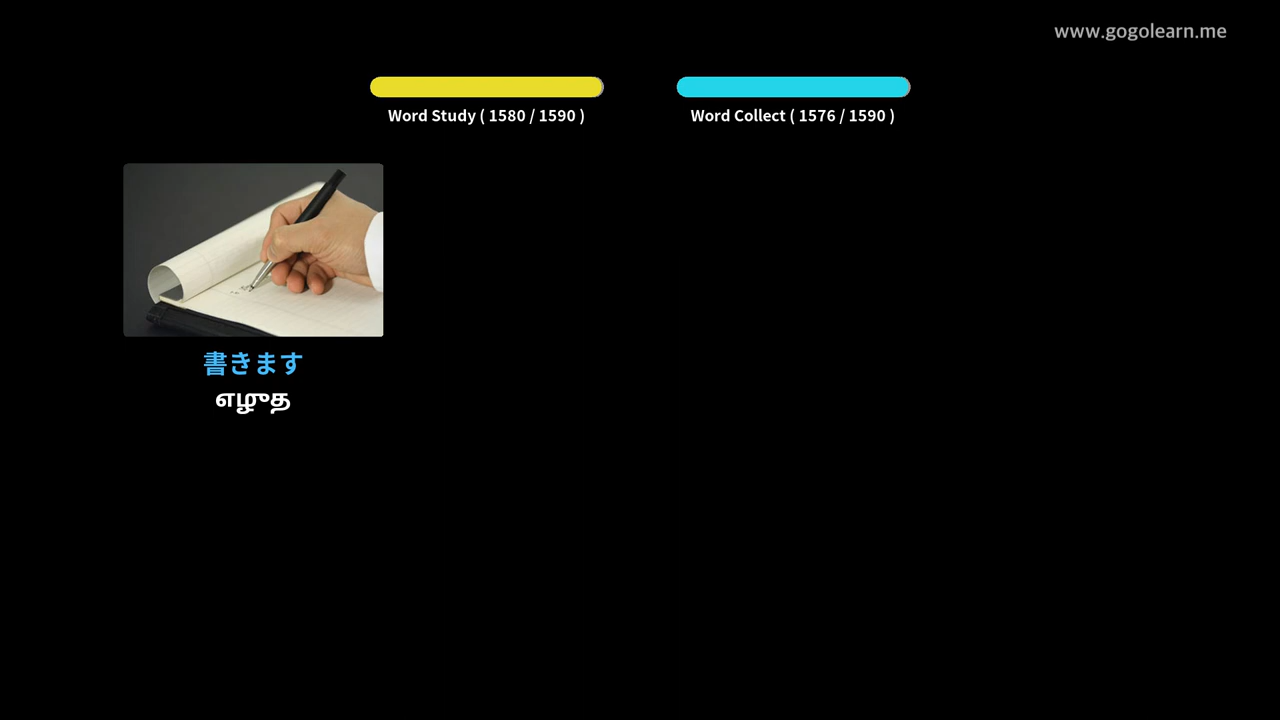 www.gogolearn.me
Word Study ( 1580 / 1590 )
Word Collect ( 1576 / 1590 )
書きます
எழுத